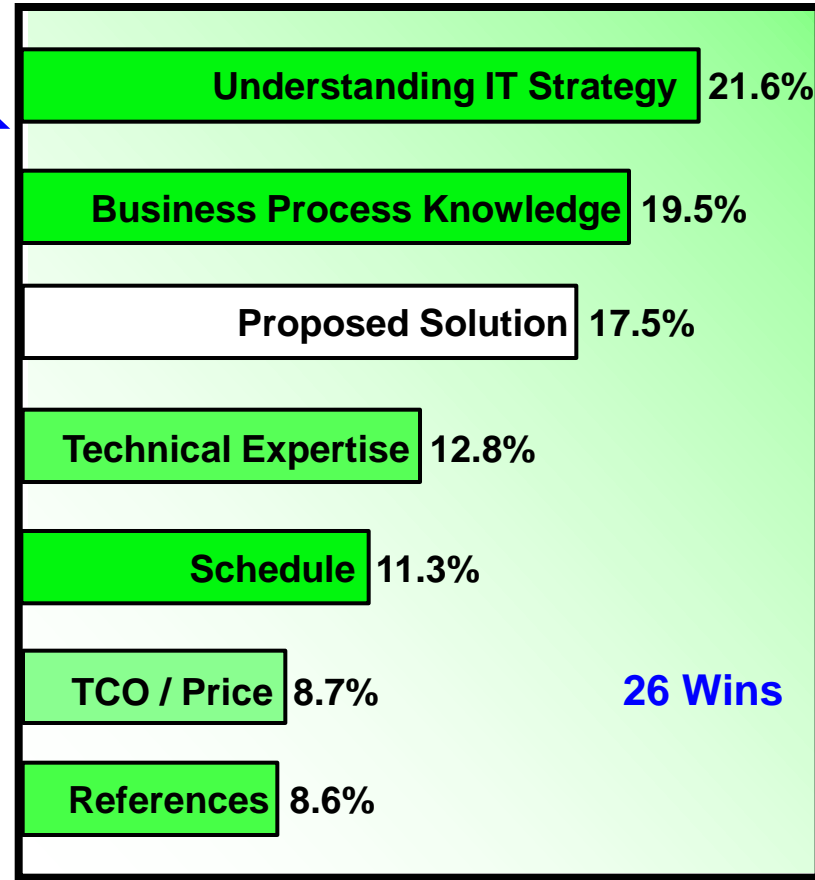 Understanding IT Strategy 21.6%
Business Process Knowledge 19.5%
Proposed Solution 17.5%
Technical Expertise 12.8%
Schedule 11.3%
TCO / Price 8.7% 26 Wins
References 8.6%